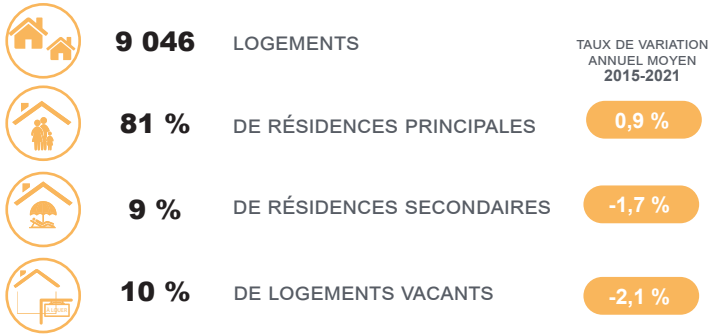 9 046 LOGEMENTS
TAUX DE VARIATION
ANNUEL MOYEN
2015-2021
81 % DE RÉSIDENCES PRINCIPALES 0,9 %
9 % DE RÉSIDENCES SECONDAIRES -1,7 %
A LOUER
10 % DE LOGEMENTS VACANTS -2,1 %